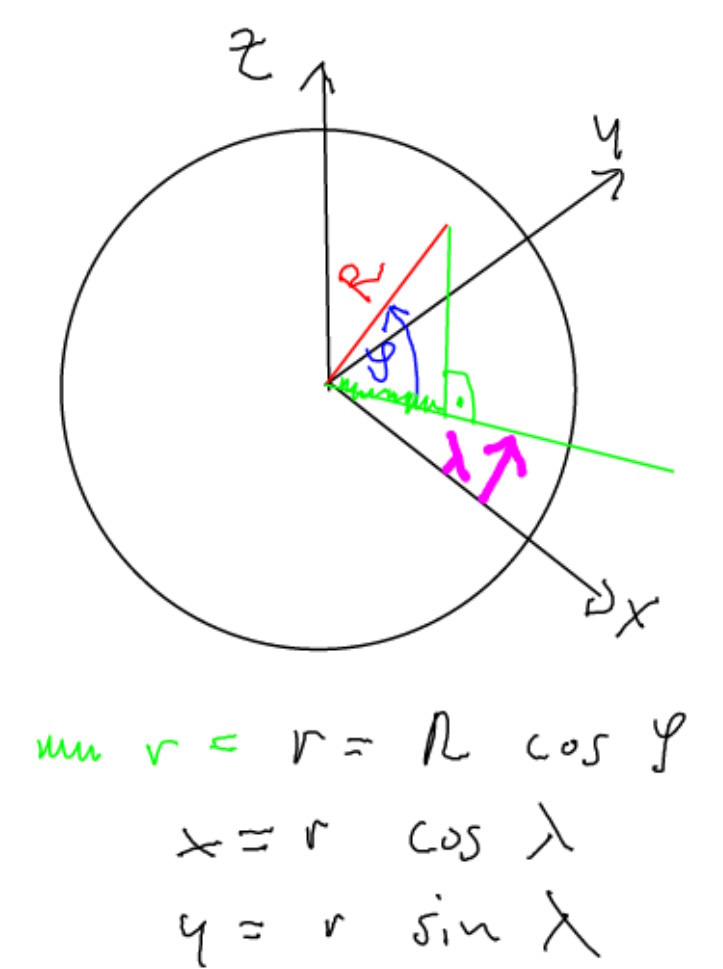 z
y
R
φ
λ
x
r = r = R cos φ
x = r cos λ
y = r sin λ